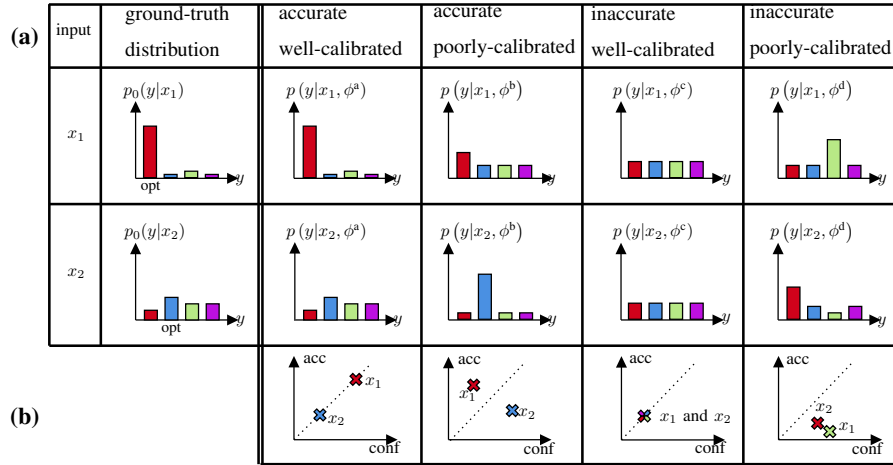 (a)
input
ground-truth
distribution
accurate
well-calibrated
accurate
poorly-calibrated
inaccurate
well-calibrated
inaccurate
poorly-calibrated
x₁
p₀(y|x₁)
opt
y
p(y|x₁, ϕᵃ)
y
p(y|x₁, ϕᵇ)
y
p(y|x₁, ϕᶜ)
y
p(y|x₁, ϕᵈ)
y
x₂
p₀(y|x₂)
opt
y
p(y|x₂, ϕᵃ)
y
p(y|x₂, ϕᵇ)
y
p(y|x₂, ϕᶜ)
y
p(y|x₂, ϕᵈ)
y
(b)
acc
x₁
x₂
conf
acc
x₁
x₂
conf
acc
x₁ and x₂
conf
acc
x₂
x₁
conf